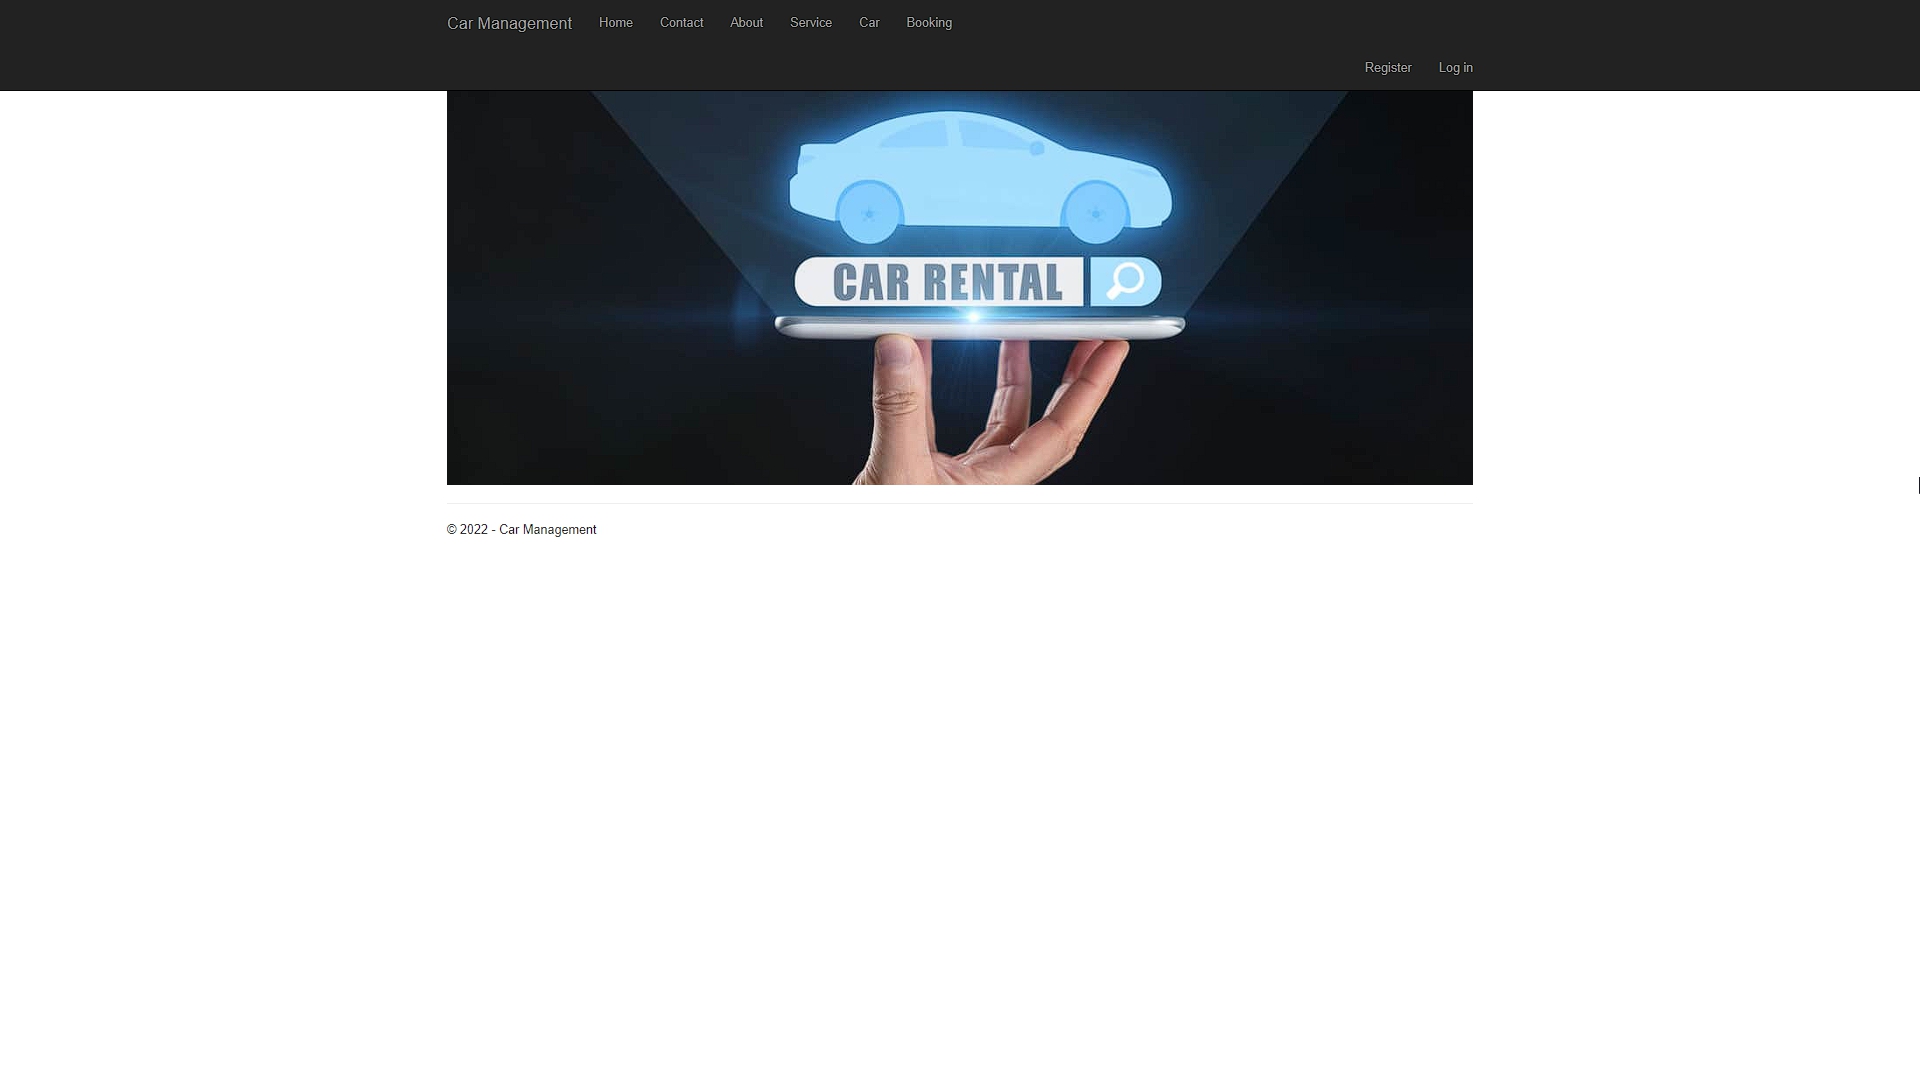 Car Management Home Contact About Service Car Booking
Register Log in
CAR RENTAL
© 2022 - Car Management